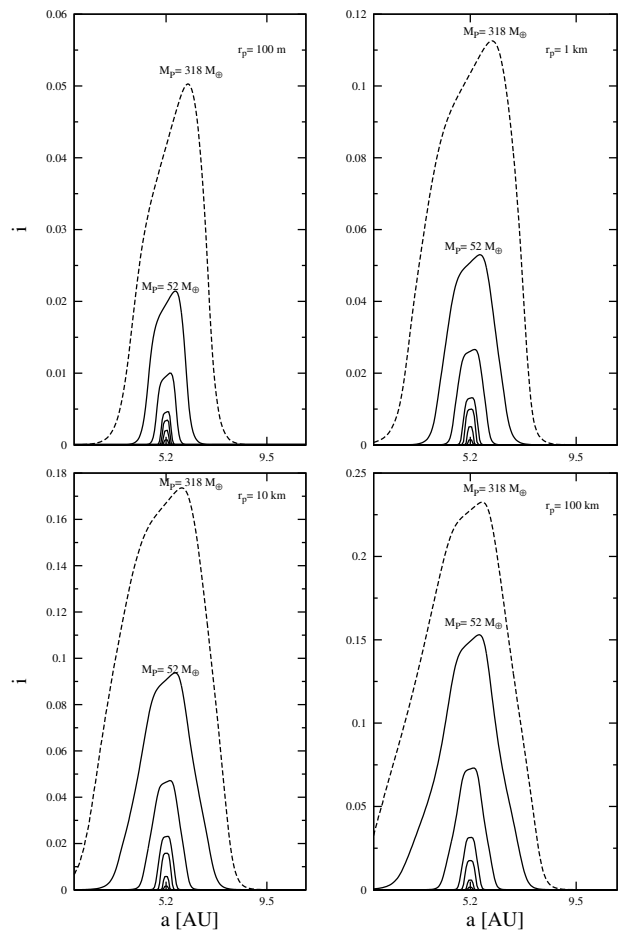 0.06
0.05
0.04
0.03
0.02
0.01
0
i
r_p= 100 m
M_P= 318 M_⊕
M_P= 52 M_⊕
5.2
9.5
0.12
0.1
0.08
0.06
0.04
0.02
0
r_p= 1 km
M_P= 318 M_⊕
M_P= 52 M_⊕
5.2
9.5
0.18
0.16
0.14
0.12
0.1
0.08
0.06
0.04
0.02
0
i
r_p= 10 km
M_P= 318 M_⊕
M_P= 52 M_⊕
5.2
9.5
a [AU]
0.25
0.2
0.15
0.1
0.05
0
r_p= 100 km
M_P= 318 M_⊕
M_P= 52 M_⊕
5.2
9.5
a [AU]